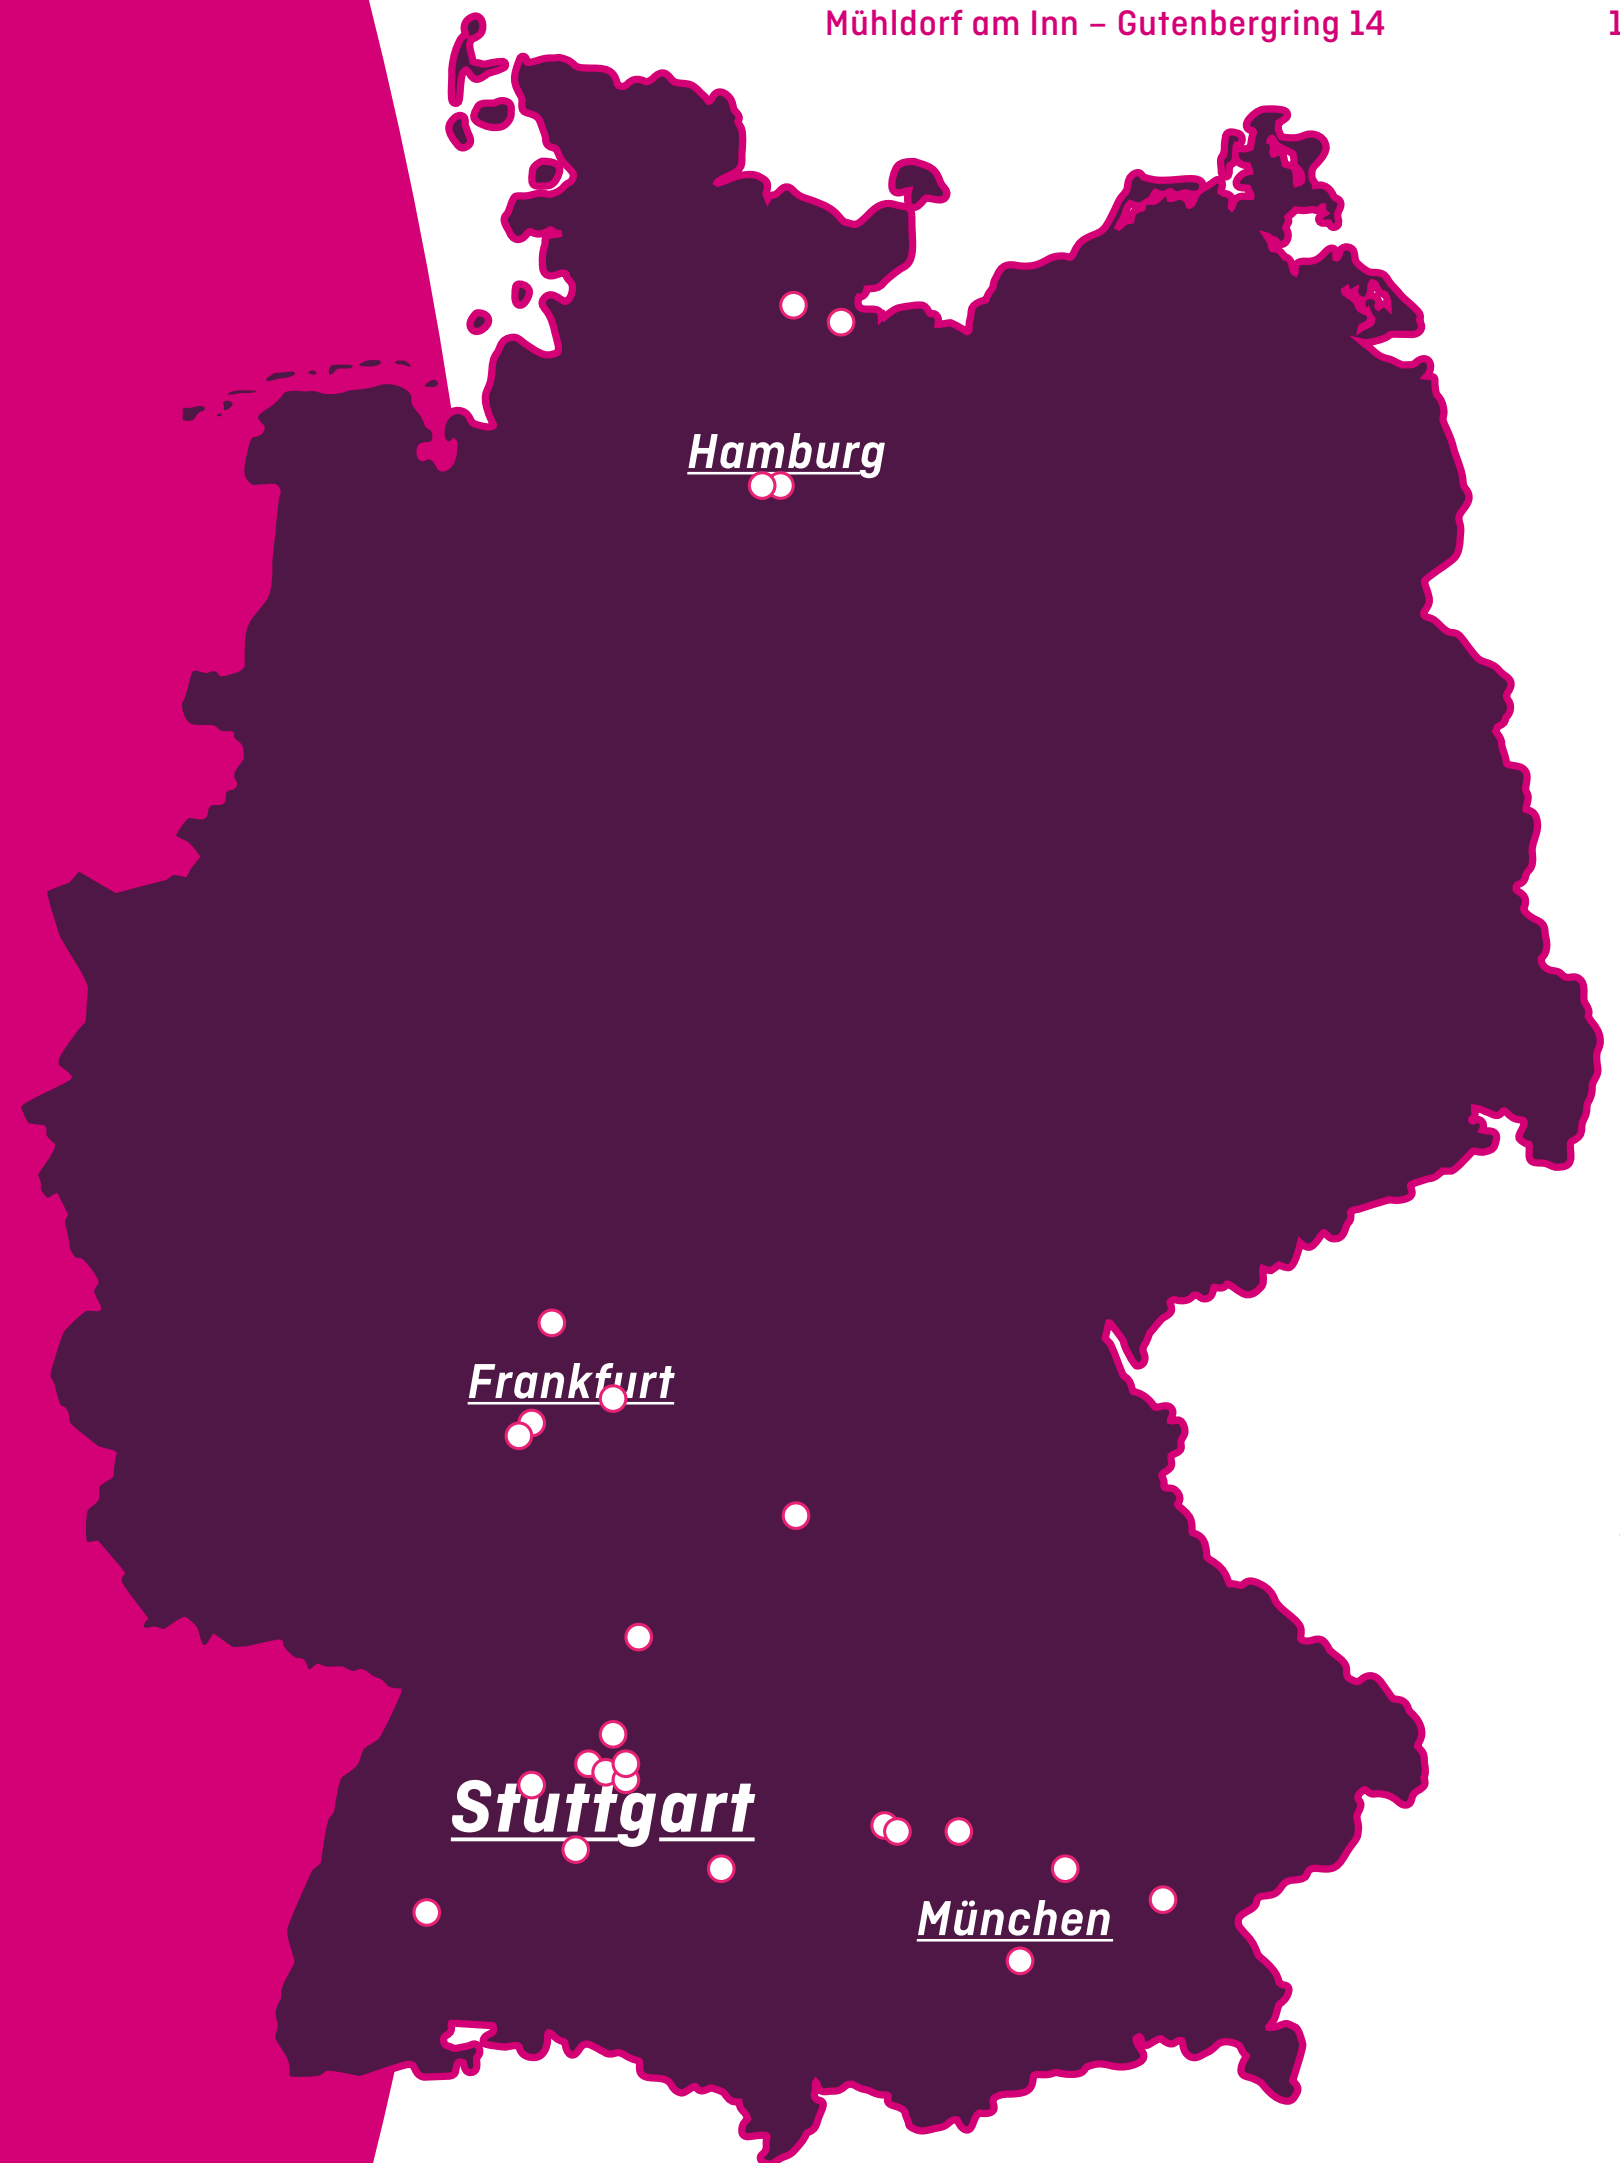 Mühldorf am Inn – Gutenbergring 14
Hamburg
Frankfurt
Stuttgart
München